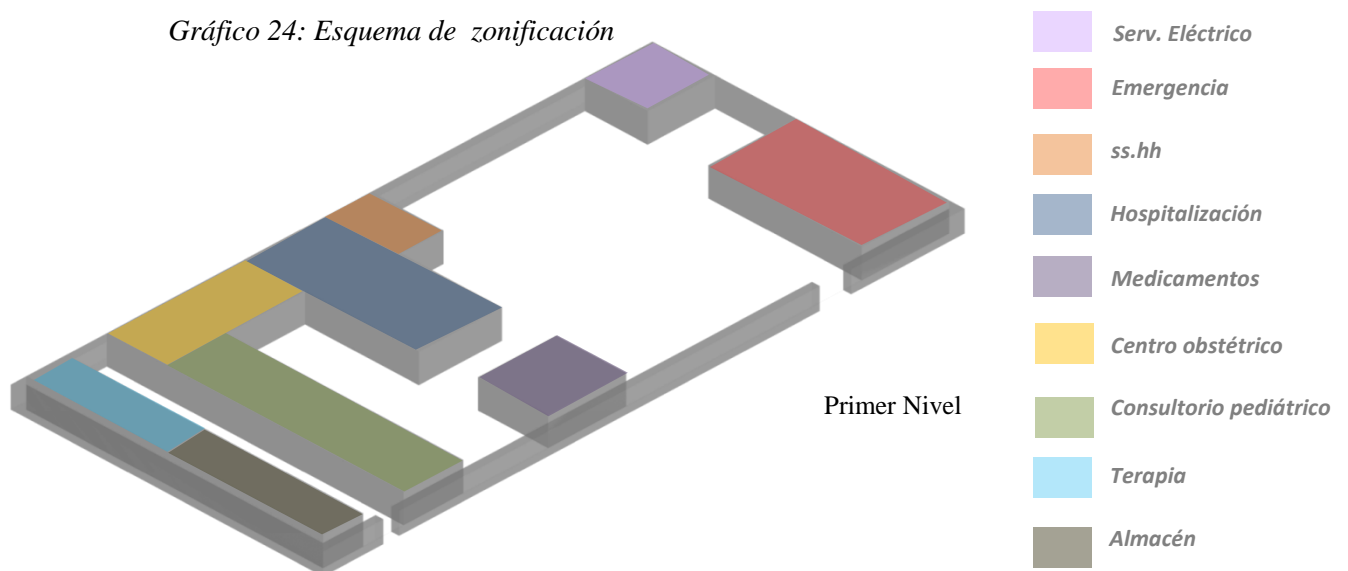 Gráfico 24: Esquema de zonificación
Serv. Eléctrico
Emergencia
ss.hh
Hospitalización
Medicamentos
Centro obstétrico
Primer Nivel
Consultorio pediátrico
Terapia
Almacén